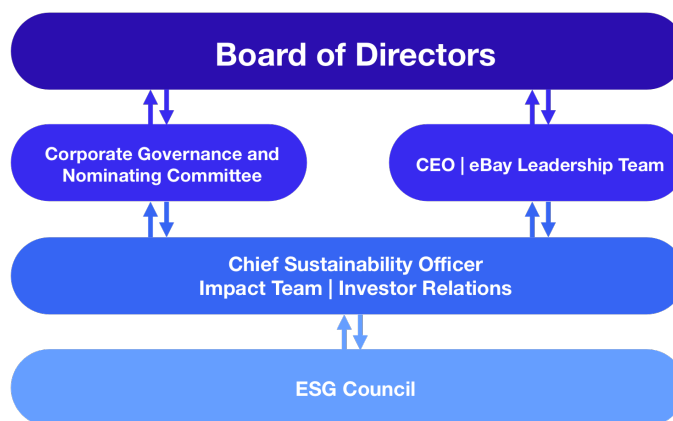 Board of Directors
Corporate Governance and
Nominating Committee
CEO | eBay Leadership Team
Chief Sustainability Officer
Impact Team | Investor Relations
ESG Council